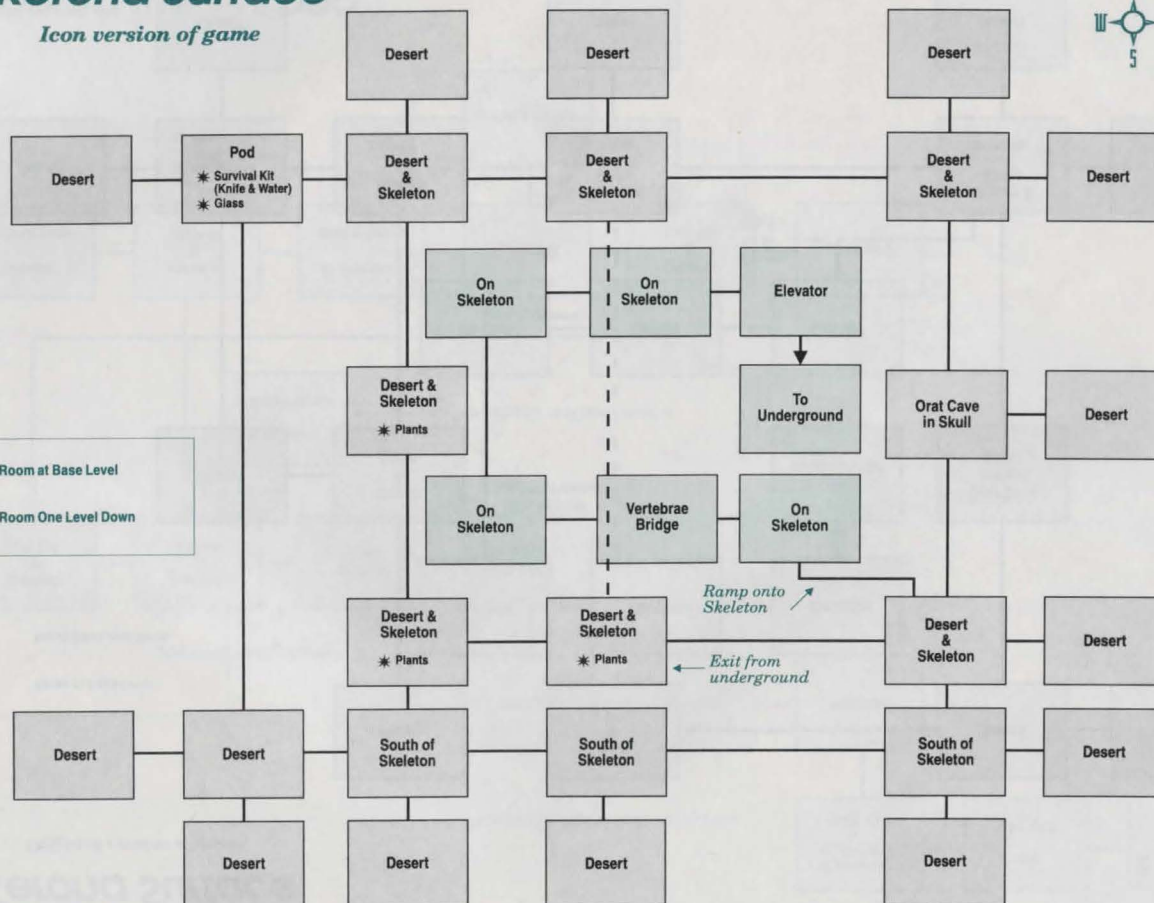 Icon version of game
W
S
Desert
Desert
Desert
Desert
Pod
✷ Survival Kit
(Knife & Water)
✷ Glass
Desert
&
Skeleton
Desert
&
Skeleton
Desert
&
Skeleton
Desert
On
Skeleton
On
Skeleton
Elevator
Desert &
Skeleton
✷ Plants
To
Underground
Orat Cave
in Skull
Desert
Room at Base Level
Room One Level Down
On
Skeleton
Vertebrae
Bridge
On
Skeleton
Ramp onto
Skeleton
Desert &
Skeleton
✷ Plants
Desert &
Skeleton
✷ Plants
Exit from
underground
Desert
&
Skeleton
Desert
Desert
Desert
South of
Skeleton
South of
Skeleton
South of
Skeleton
Desert
Desert
Desert
Desert
Desert